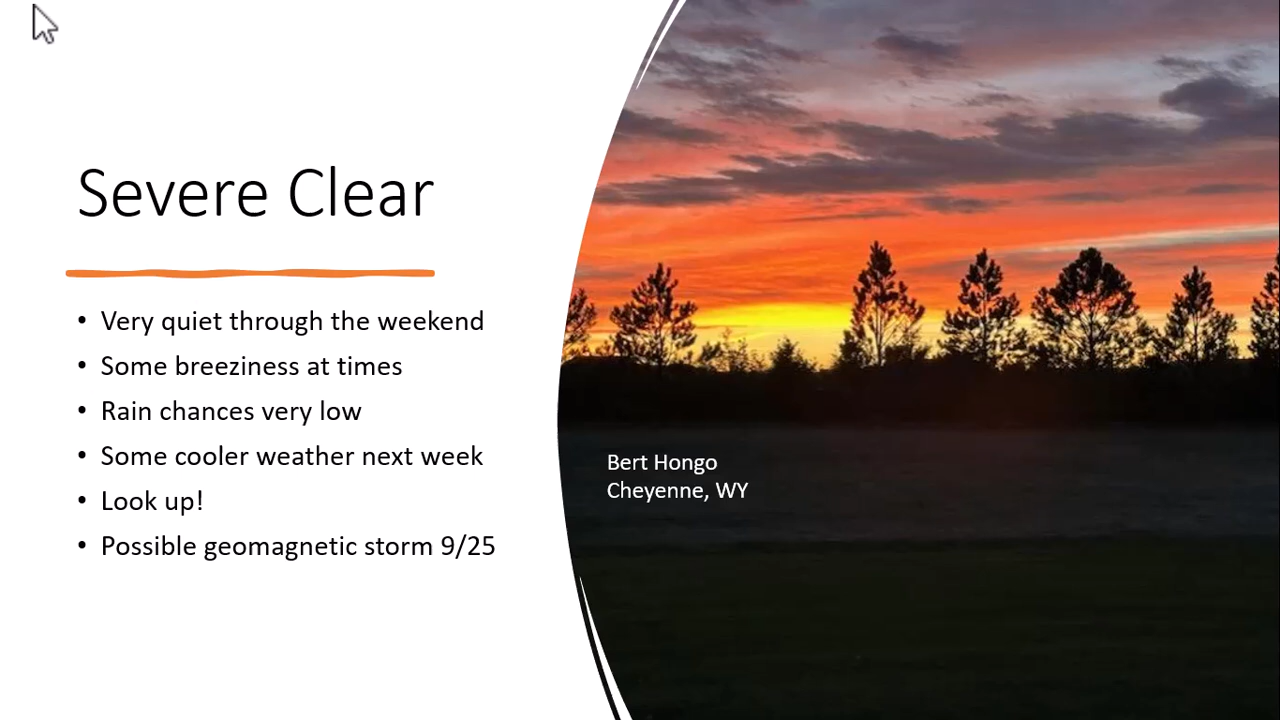 Severe Clear
• Very quiet through the weekend
• Some breeziness at times
• Rain chances very low
• Some cooler weather next week
• Look up!
• Possible geomagnetic storm 9/25
Bert Hongo
Cheyenne, WY